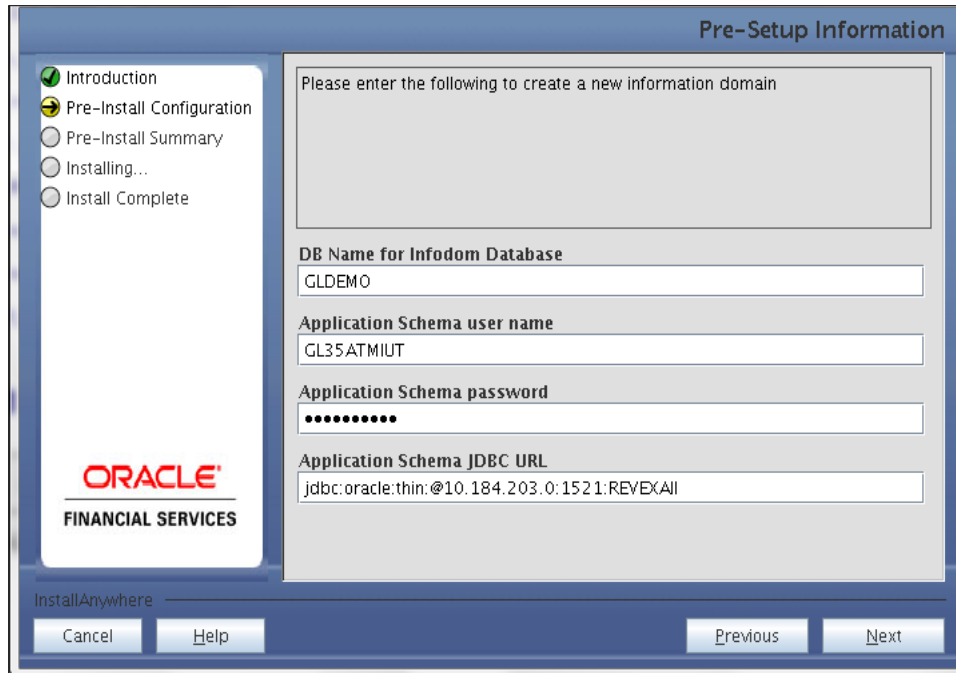 Pre-Setup Information
Introduction
Pre-Install Configuration
Pre-Install Summary
Installing...
Install Complete
ORACLE
FINANCIAL SERVICES
Please enter the following to create a new information domain
DB Name for Infodom Database
GLDEMO
Application Schema user name
GL35ATMIUT
Application Schema password
••••••••••
Application Schema JDBC URL
jdbc:oracle:thin:@10.184.203.0:1521:REVEXAII
InstallAnywhere
Cancel
Help
Previous
Next